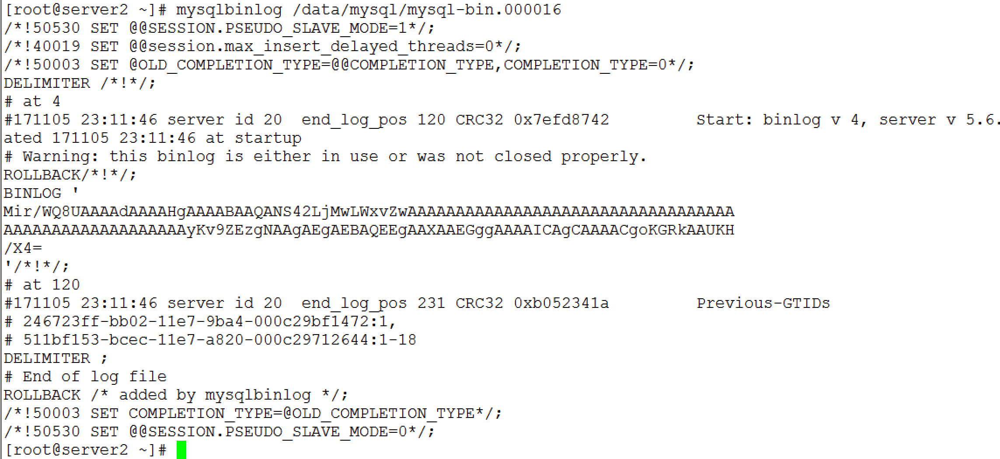 [root@server2 ~]# mysqlbinlog /data/mysql/mysql-bin.000016
/*!50530 SET @@SESSION.PSEUDO_SLAVE_MODE=1*/;
/*!40019 SET @@session.max_insert_delayed_threads=0*/;
/*!50003 SET @OLD_COMPLETION_TYPE=@@COMPLETION_TYPE,COMPLETION_TYPE=0*/;
DELIMITER /*!*/;
# at 4
#171105 23:11:46 server id 20  end_log_pos 120 CRC32 0x7efd8742         Start: binlog v 4, server v 5.6.
ated 171105 23:11:46 at startup
# Warning: this binlog is either in use or was not closed properly.
ROLLBACK/*!*/;
BINLOG '
Mir/WQ8UAAAAdAAAAHgAAAABAAQANS42LjMwLWxvZwAAAAAAAAAAAAAAAAAAAAAAAAAAAAAAAAAA
AAAAAAAAAAAAAAAAAAAyKv9ZEzgNAAgAEgAEBAQEEgAAXAAEGggAAAAICAgCAAAACgoKGRkAAUKH
/X4=
'/*!*/;
# at 120
#171105 23:11:46 server id 20  end_log_pos 231 CRC32 0xb052341a         Previous-GTIDs
# 246723ff-bb02-11e7-9ba4-000c29bf1472:1,
# 511bf153-bcec-11e7-a820-000c29712644:1-18
DELIMITER ;
# End of log file
ROLLBACK /* added by mysqlbinlog */;
/*!50003 SET COMPLETION_TYPE=@OLD_COMPLETION_TYPE*/;
/*!50530 SET @@SESSION.PSEUDO_SLAVE_MODE=0*/;
[root@server2 ~]#